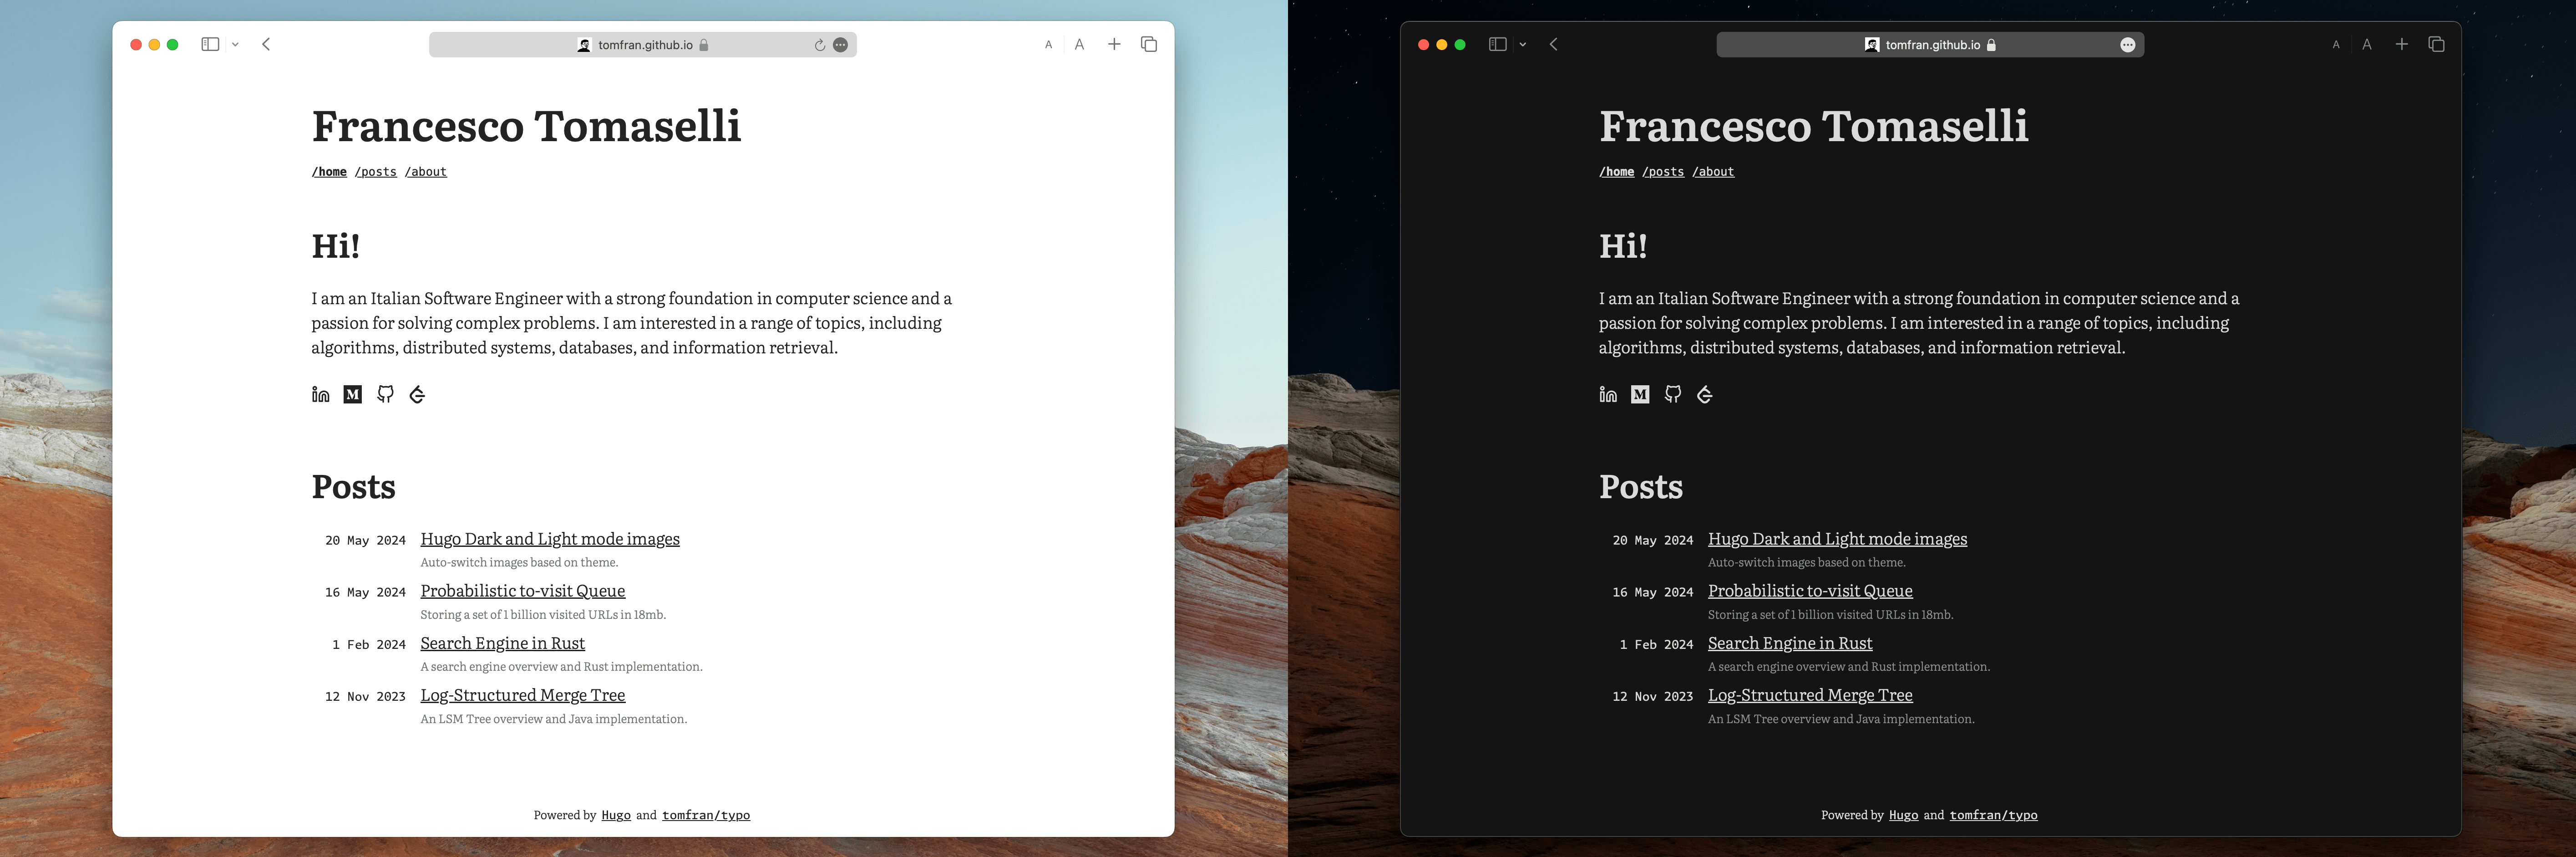 tomfran.github.io
A A
Francesco Tomaselli
/home /posts /about
Hi!
I am an Italian Software Engineer with a strong foundation in computer science and a
passion for solving complex problems. I am interested in a range of topics, including
algorithms, distributed systems, databases, and information retrieval.
in M
Posts
20 May 2024 Hugo Dark and Light mode images
Auto-switch images based on theme.
16 May 2024 Probabilistic to-visit Queue
Storing a set of 1 billion visited URLs in 18mb.
1 Feb 2024 Search Engine in Rust
A search engine overview and Rust implementation.
12 Nov 2023 Log-Structured Merge Tree
An LSM Tree overview and Java implementation.
Powered by Hugo and tomfran/typo
tomfran.github.io
A A
Francesco Tomaselli
/home /posts /about
Hi!
I am an Italian Software Engineer with a strong foundation in computer science and a
passion for solving complex problems. I am interested in a range of topics, including
algorithms, distributed systems, databases, and information retrieval.
in M
Posts
20 May 2024 Hugo Dark and Light mode images
Auto-switch images based on theme.
16 May 2024 Probabilistic to-visit Queue
Storing a set of 1 billion visited URLs in 18mb.
1 Feb 2024 Search Engine in Rust
A search engine overview and Rust implementation.
12 Nov 2023 Log-Structured Merge Tree
An LSM Tree overview and Java implementation.
Powered by Hugo and tomfran/typo